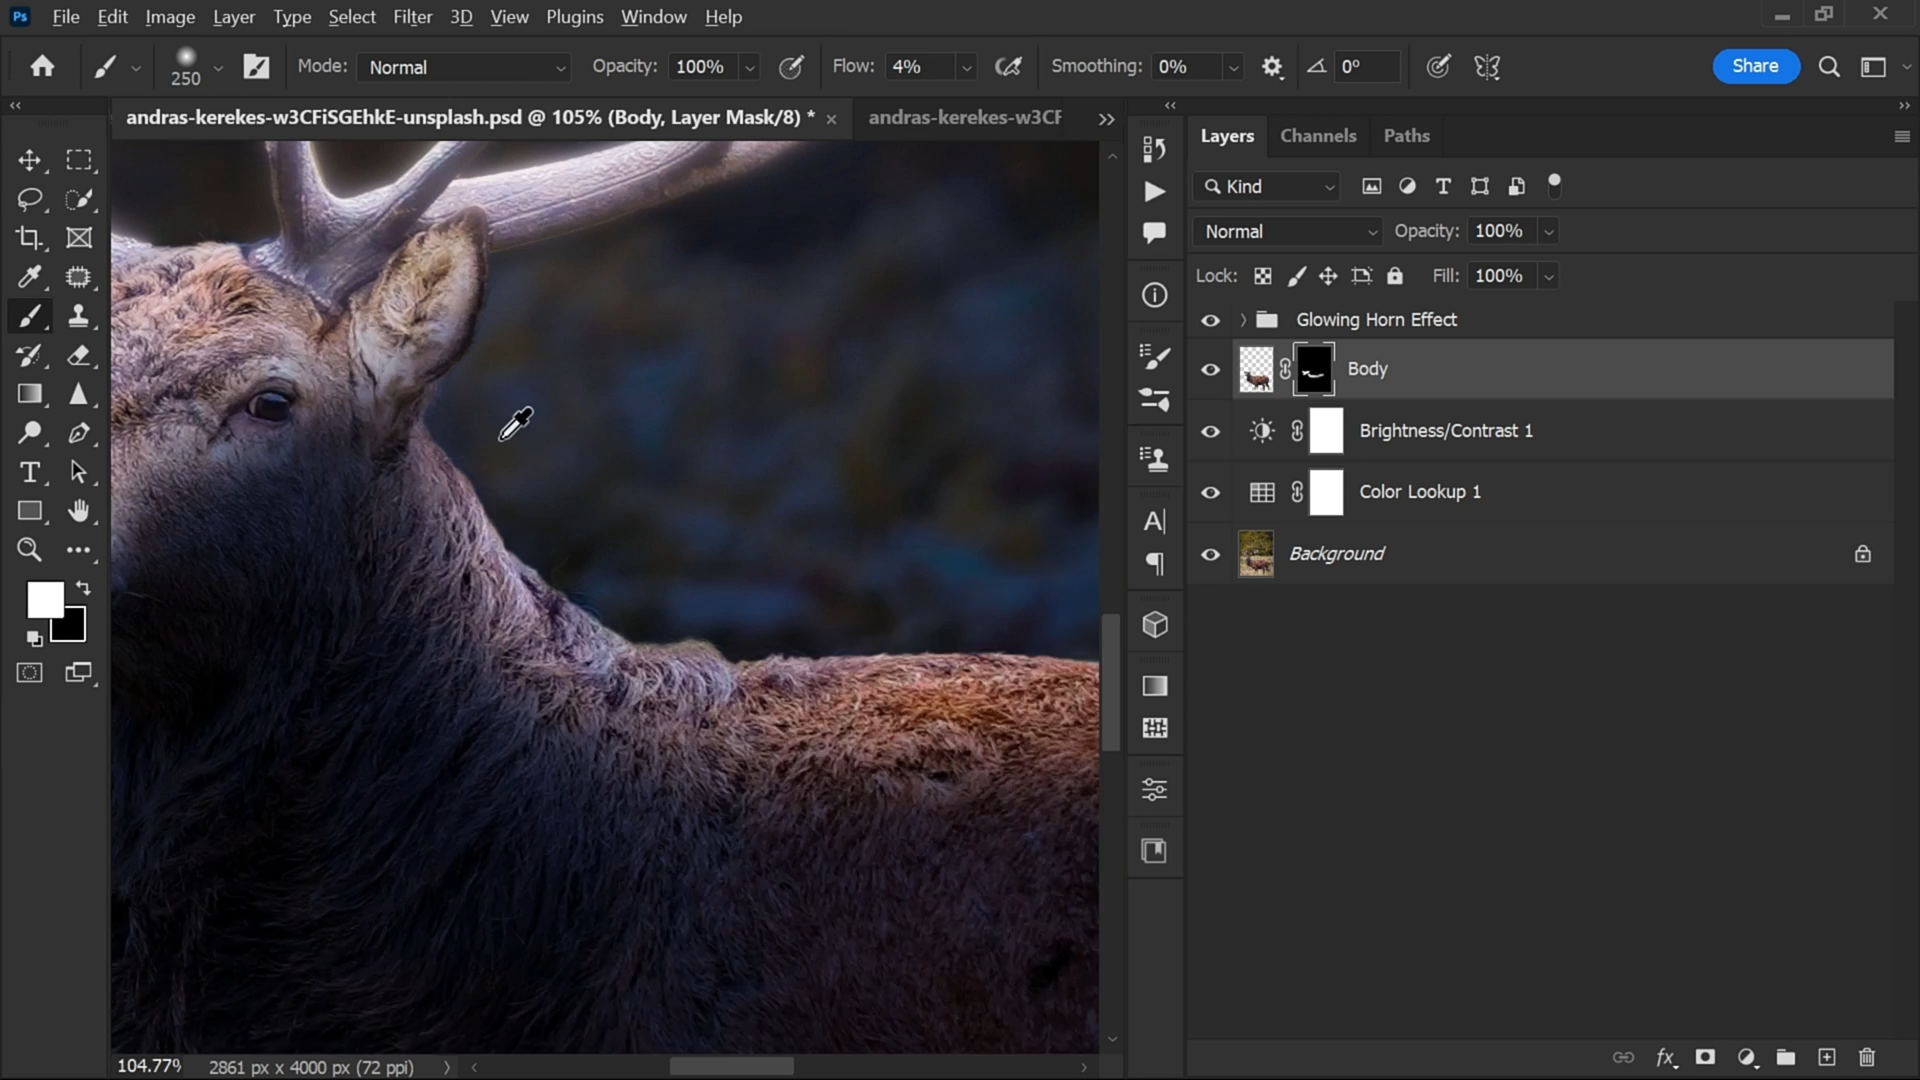 Ps File Edit Image Layer Type Select Filter 3D View Plugins Window Help
250 Mode: Normal Opacity: 100% Flow: 4% Smoothing: 0% 0° Share
andras-kerekes-w3CFiSGEhkE-unsplash.psd @ 105% (Body, Layer Mask/8) * × andras-kerekes-w3CF
Layers Channels Paths
Kind
Normal Opacity: 100%
Lock: Fill: 100%
Glowing Horn Effect
Body
Brightness/Contrast 1
Color Lookup 1
Background
104.77% 2861 px x 4000 px (72 ppi)